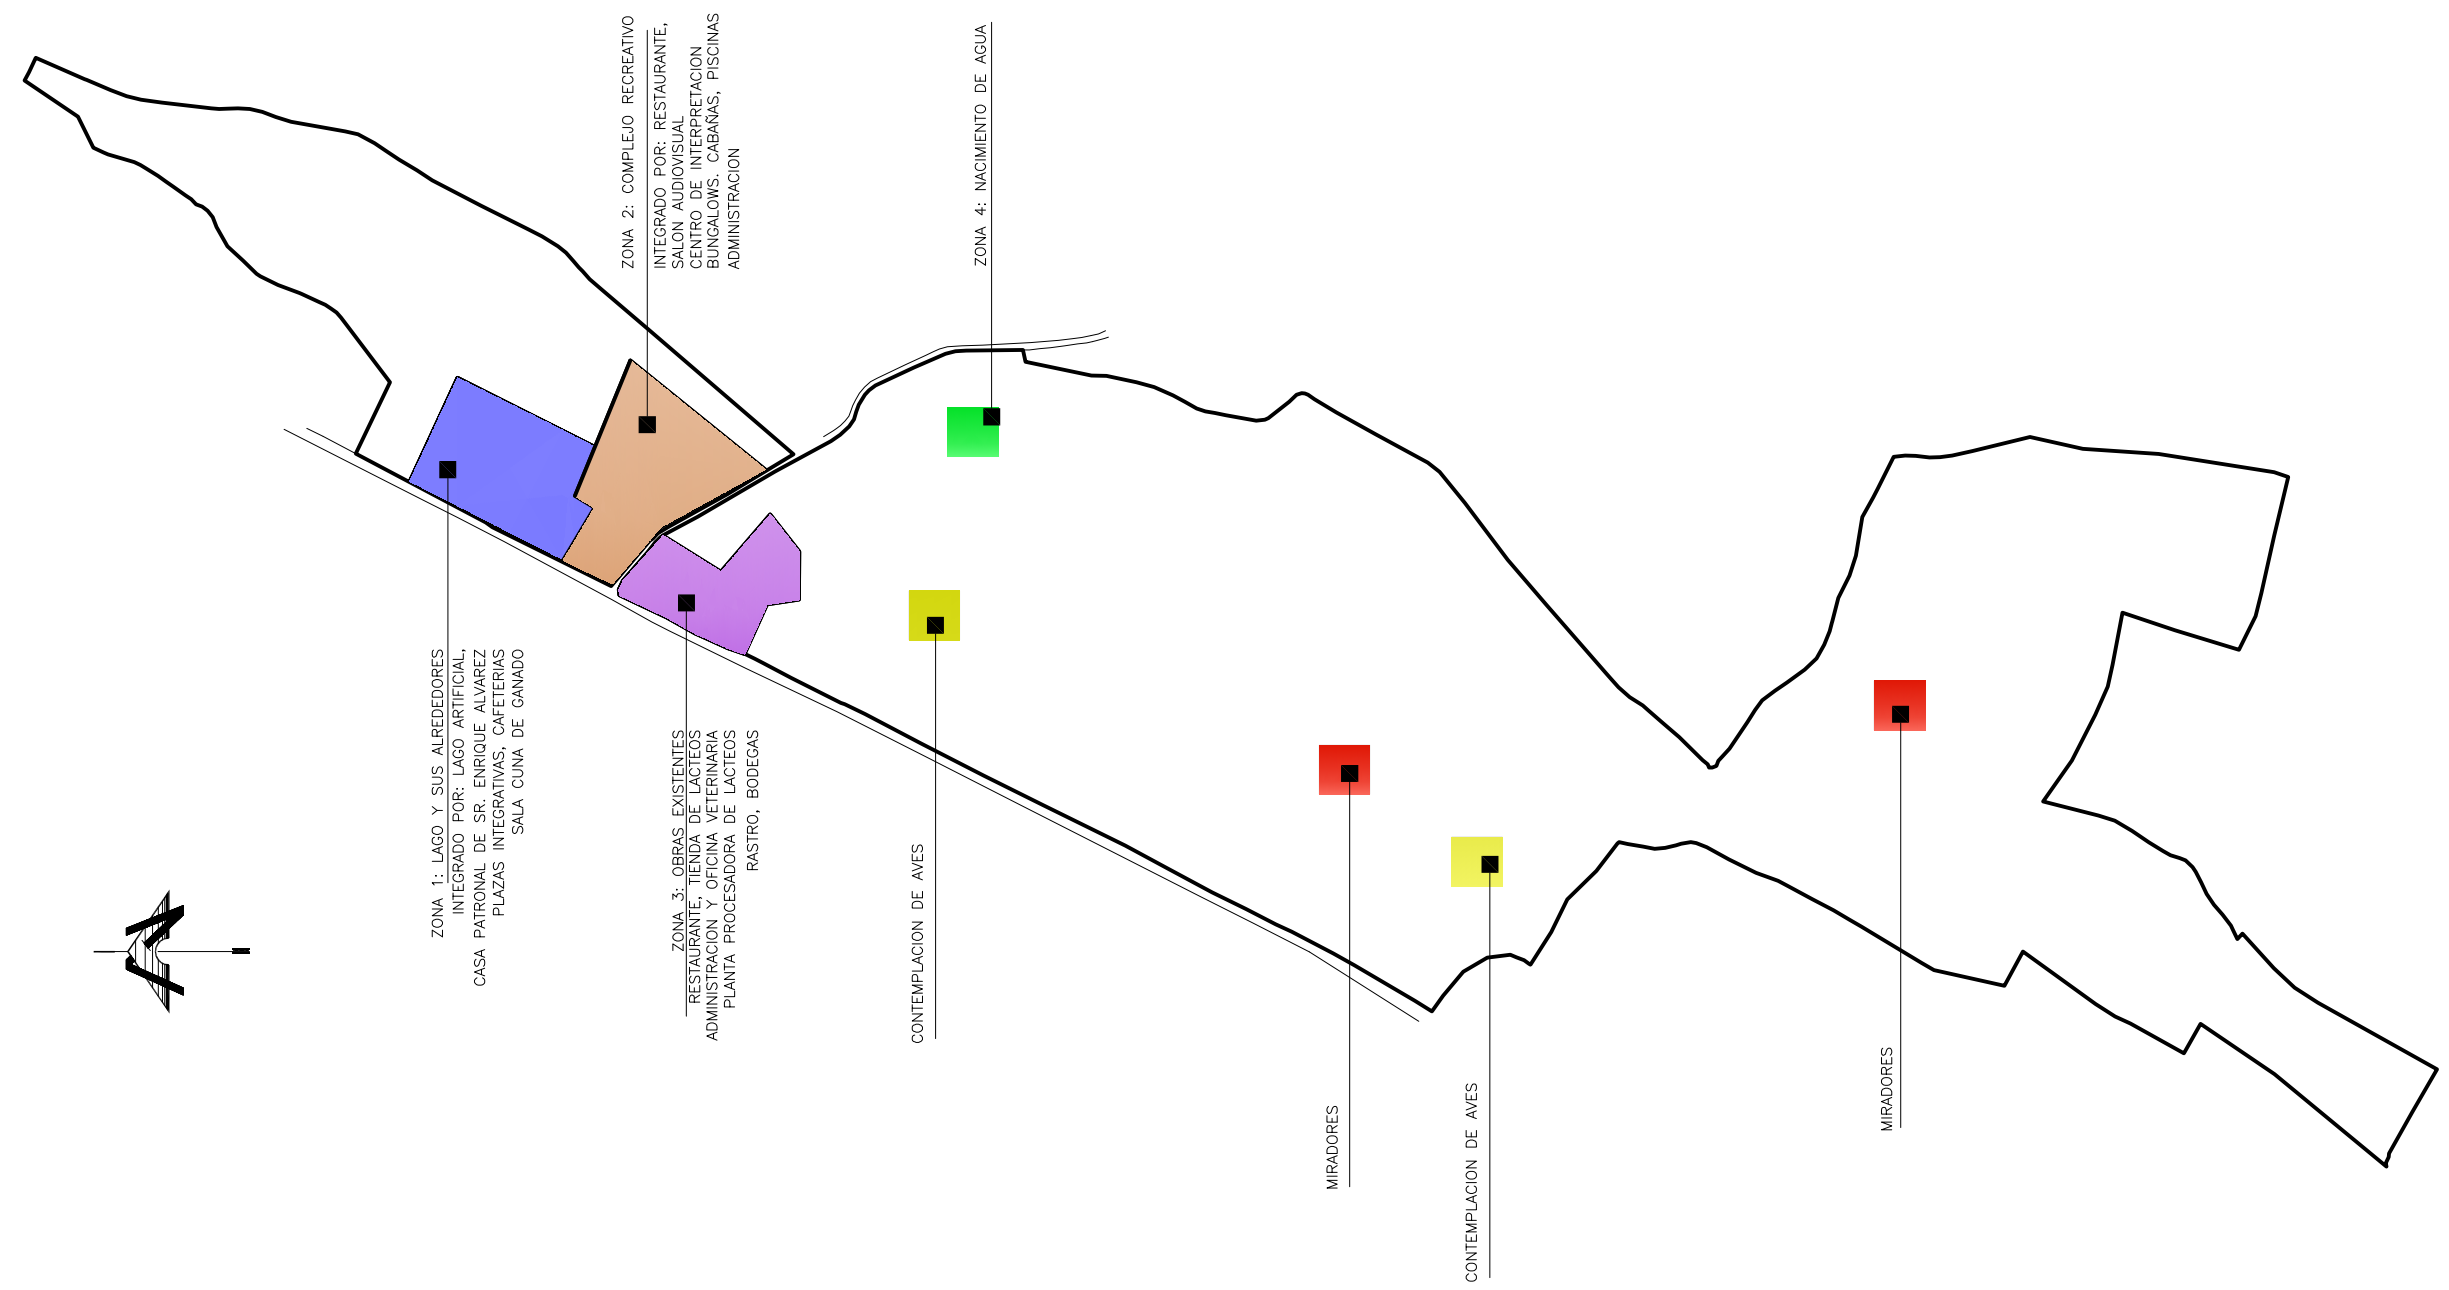 ZONA 1: LAGO Y SUS ALREDEDORES
INTEGRADO POR: LAGO ARTIFICIAL,
CASA PATRONAL DE SR. ENRIQUE ALVAREZ
PLAZAS INTEGRATIVAS, CAFETERIAS
SALA CUNA DE GANADO
ZONA 2: COMPLEJO RECREATIVO
INTEGRADO POR: RESTAURANTE,
SALON AUDIOVISUAL
CENTRO DE INTERPRETACION
BUNGALOWS. CABAÑAS, PISCINAS
ADMINISTRACION
ZONA 3: OBRAS EXISTENTES
RESTAURANTE, TIENDA DE LACTEOS
ADMINISTRACION Y OFICINA VETERINARIA
PLANTA PROCESADORA DE LACTEOS
RASTRO, BODEGAS
ZONA 4: NACIMIENTO DE AGUA
CONTEMPLACION DE AVES
MIRADORES
CONTEMPLACION DE AVES
MIRADORES
N